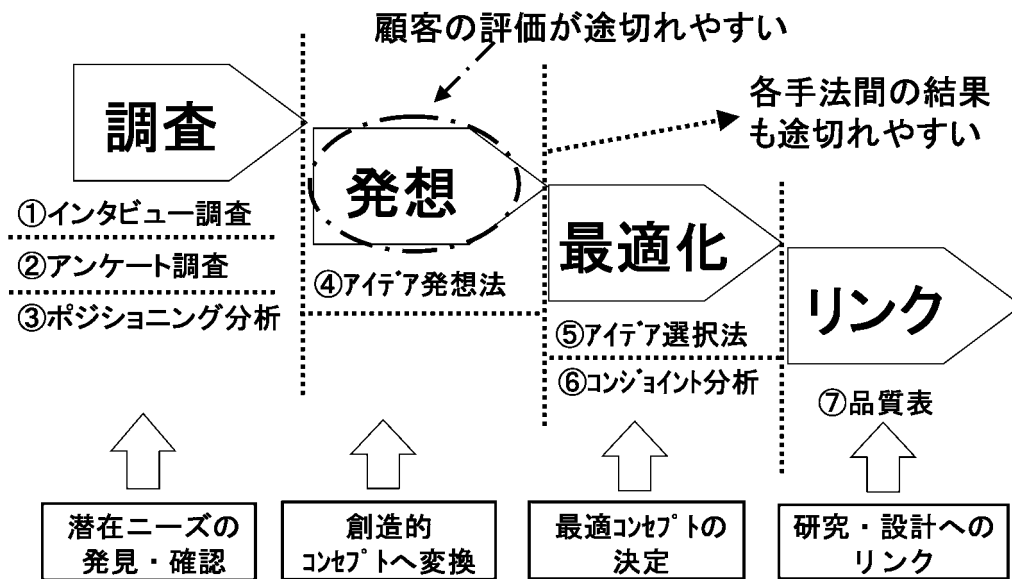 顧客の評価が途切れやすい
調査
各手法間の結果
も途切れやすい
発想
①インタビュー調査
②アンケート調査
③ポジショニング分析
④アイデア発想法
最適化
リンク
⑤アイデア選択法
⑥コンジョイント分析
⑦品質表
潜在ニーズの
発見・確認
創造的
コンセプトへ変換
最適コンセプトの
決定
研究・設計への
リンク